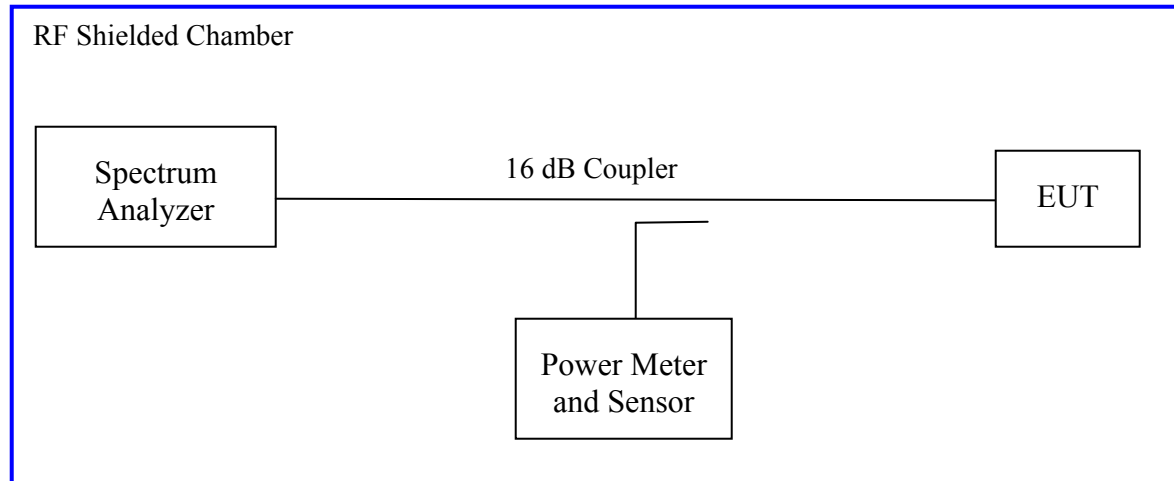 RF Shielded Chamber
Spectrum
Analyzer
16 dB Coupler
EUT
Power Meter
and Sensor